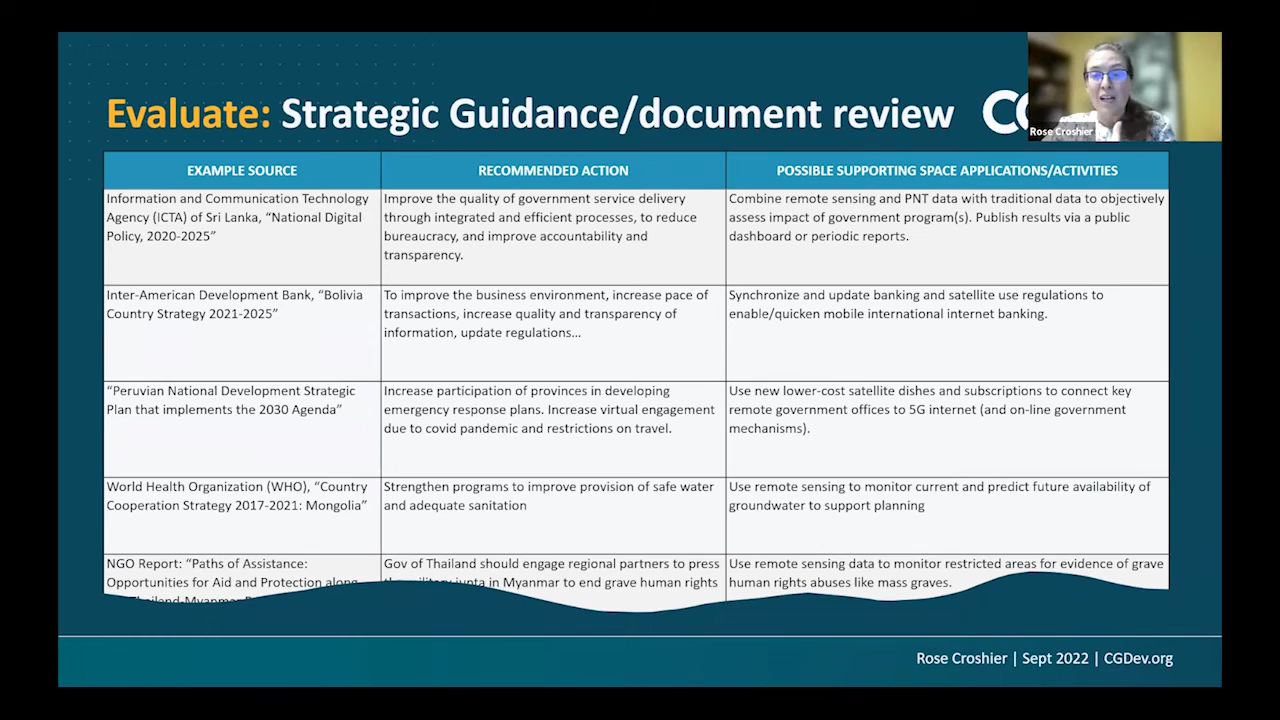 Evaluate: Strategic Guidance/document review
CG
Rose Croshier
EXAMPLE SOURCE
RECOMMENDED ACTION
POSSIBLE SUPPORTING SPACE APPLICATIONS/ACTIVITIES
Information and Communication Technology
Agency (ICTA) of Sri Lanka, “National Digital
Policy, 2020-2025”
Improve the quality of government service delivery
through integrated and efficient processes, to reduce
bureaucracy, and improve accountability and
transparency.
Combine remote sensing and PNT data with traditional data to objectively
assess impact of government program(s). Publish results via a public
dashboard or periodic reports.
Inter-American Development Bank, “Bolivia
Country Strategy 2021-2025”
To improve the business environment, increase pace of
transactions, increase quality and transparency of
information, update regulations…
Synchronize and update banking and satellite use regulations to
enable/quicken mobile international internet banking.
“Peruvian National Development Strategic
Plan that implements the 2030 Agenda”
Increase participation of provinces in developing
emergency response plans. Increase virtual engagement
due to covid pandemic and restrictions on travel.
Use new lower-cost satellite dishes and subscriptions to connect key
remote government offices to 5G internet (and on-line government
mechanisms).
World Health Organization (WHO), “Country
Cooperation Strategy 2017-2021: Mongolia”
Strengthen programs to improve provision of safe water
and adequate sanitation
Use remote sensing to monitor current and predict future availability of
groundwater to support planning
NGO Report: “Paths of Assistance:
Opportunities for Aid and Protection along
Thailand-Myanmar
Gov of Thailand should engage regional partners to press
the military junta in Myanmar to end grave human rights
Use remote sensing data to monitor restricted areas for evidence of grave
human rights abuses like mass graves.
Rose Croshier | Sept 2022 | CGDev.org